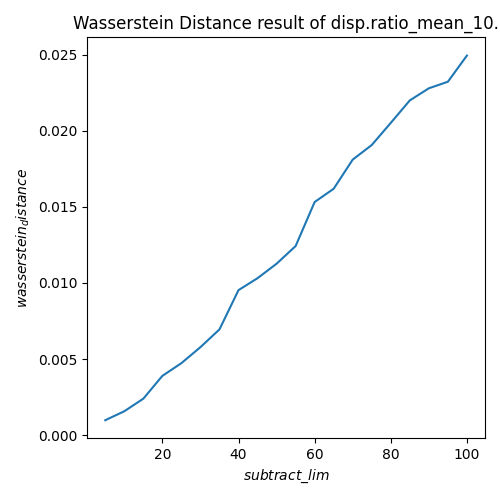 Wasserstein Distance result of disp.ratio_mean_10.
0.025
0.020
0.015
0.010
0.005
0.000
wasserstein_distance
20 40 60 80 100
subtract_lim